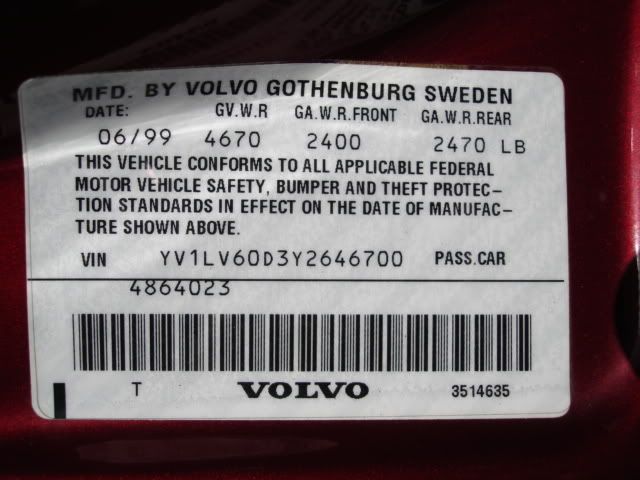 MFD. BY VOLVO GOTHENBURG SWEDEN
DATE: GV.W.R GA.W.R.FRONT GA.W.R.REAR
06/99 4670 2400 2470 LB
THIS VEHICLE CONFORMS TO ALL APPLICABLE FEDERAL
MOTOR VEHICLE SAFETY, BUMPER AND THEFT PROTEC-
TION STANDARDS IN EFFECT ON THE DATE OF MANUFAC-
TURE SHOWN ABOVE.
VIN YV1LV60D3Y2646700 PASS.CAR
4864023
T VOLVO 3514635